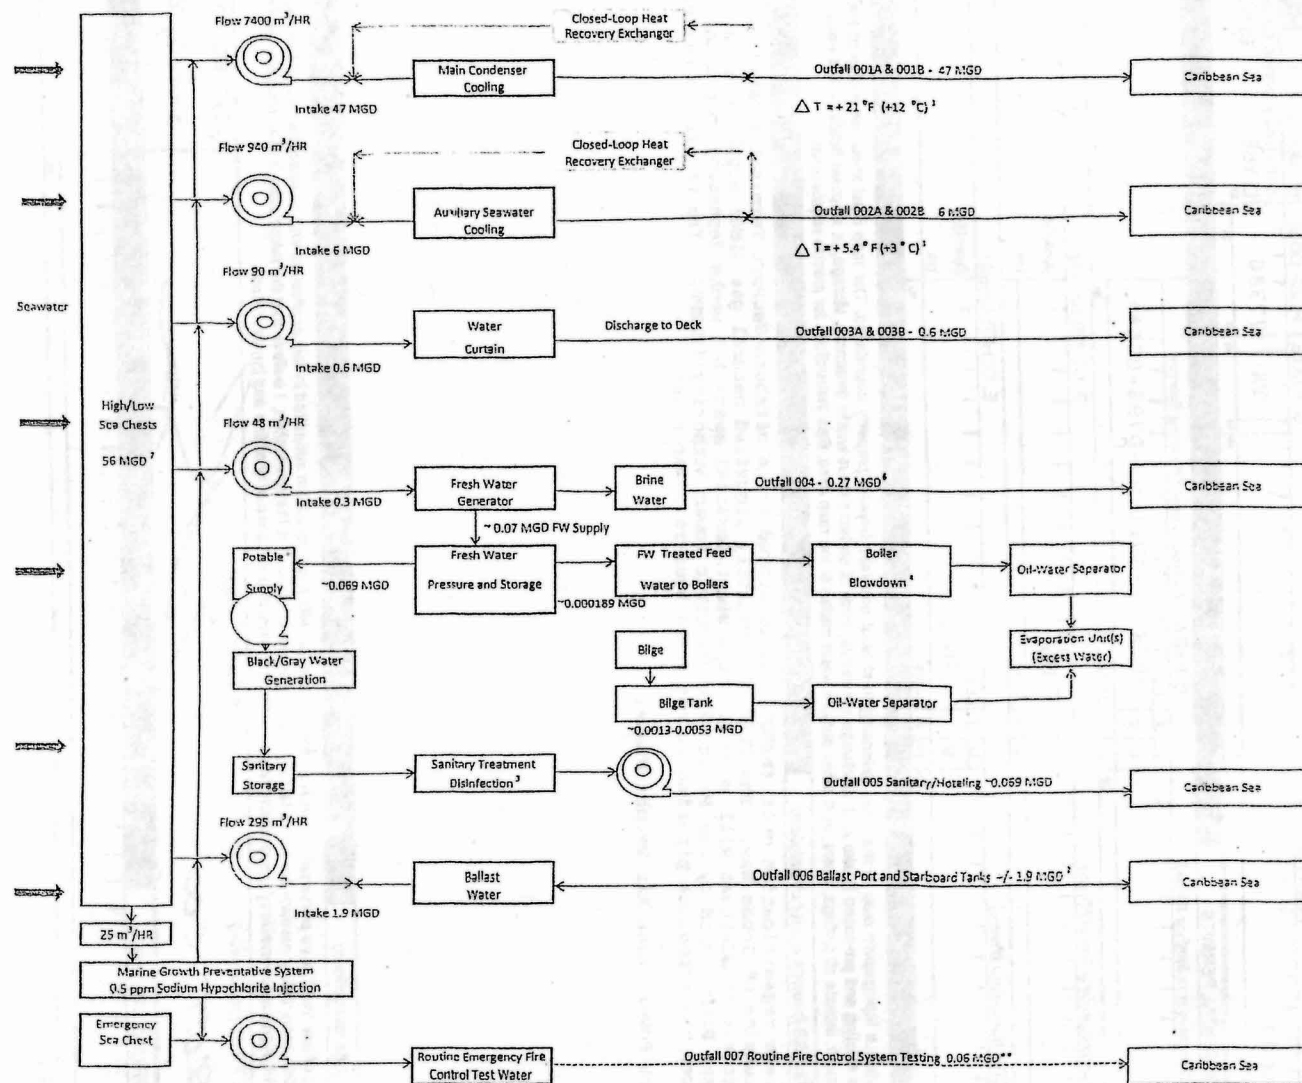 Flow 7400 m³/HR
Closed-Loop Heat
Recovery Exchanger
Main Condenser
Cooling
Intake 47 MGD
Outfall 001A & 001B - 47 MGD
△ T = + 21 °F (+12 °C) ¹
Caribbean Sea
Flow 940 m³/HR
Closed-Loop Heat
Recovery Exchanger
Auxiliary Seawater
Cooling
Intake 6 MGD
Outfall 002A & 002B 6 MGD
△ T = + 5.4 ° F (+3 ° C) ¹
Caribbean Sea
Flow 90 m³/HR
Seawater
Water
Curtain
Intake 0.6 MGD
Discharge to Deck
Outfall 003A & 003B - 0.6 MGD
Caribbean Sea
High/Low
Sea Chests
56 MGD ⁷
Flow 48 m³/HR
Intake 0.3 MGD
Fresh Water
Generator
Brine
Water
Outfall 004 - 0.27 MGD⁶
Caribbean Sea
~ 0.07 MGD FW Supply
Potable
Supply
~0.069 MGD
Fresh Water
Pressure and Storage
~0.000189 MGD
FW Treated Feed
Water to Boilers
Boiler
Blowdown ⁴
Oil-Water Separator
Evaporation Unit(s)
(Excess Water)
Black/Gray Water
Generation
Bilge
Bilge Tank
~0.0013-0.0053 MGD
Oil-Water Separator
Sanitary
Storage
Sanitary Treatment
Disinfection³
Outfall 005 Sanitary/Hoteling ~0.069 MGD
Caribbean Sea
Flow 295 m³/HR
Intake 1.9 MGD
Ballast
Water
Outfall 006 Ballast Port and Starboard Tanks +/- 1.9 MGD ²
Caribbean Sea
25 m³/HR
Marine Growth Preventative System
0.5 ppm Sodium Hypochlorite Injection
Emergency
Sea Chest
Routine Emergency Fire
Control Test Water
Outfall 007 Routine Fire Control System Testing 0.06 MGD**
Caribbean Sea